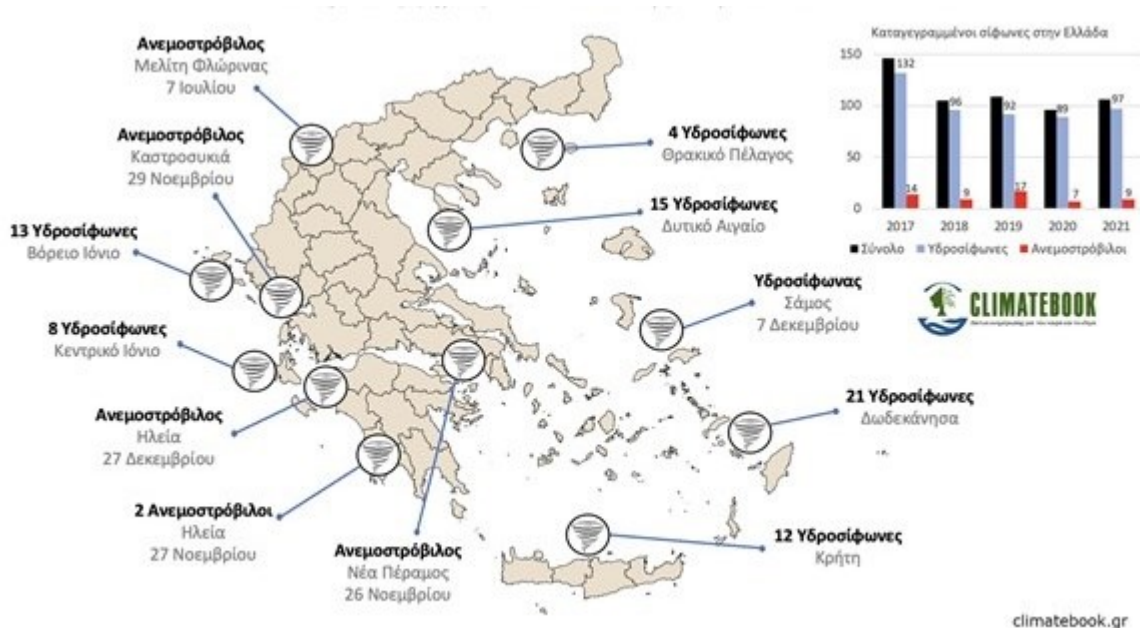 Ανεμοστρόβιλος
Μελίτη Φλώρινας
7 Ιουλίου
Ανεμοστρόβιλος
Καστροσυκιά
29 Νοεμβρίου
13 Υδροσίφωνες
Βόρειο Ιόνιο
8 Υδροσίφωνες
Κεντρικό Ιόνιο
Ανεμοστρόβιλος
Ηλεία
27 Δεκεμβρίου
2 Ανεμοστρόβιλοι
Ηλεία
27 Νοεμβρίου
Ανεμοστρόβιλος
Νέα Πέραμος
26 Νοεμβρίου
4 Υδροσίφωνες
Θρακικό Πέλαγος
15 Υδροσίφωνες
Δυτικό Αιγαίο
Υδροσίφωνας
Σάμος
7 Δεκεμβρίου
21 Υδροσίφωνες
Δωδεκάνησα
12 Υδροσίφωνες
Κρήτη
Καταγεγραμμένοι σίφωνες στην Ελλάδα
150
100
50
0
132
14
96
9
92
17
89
7
97
9
2017 2018 2019 2020 2021
Σύνολο Υδροσίφωνες Ανεμοστρόβιλοι
CLIMATEBOOK
climatebook.gr